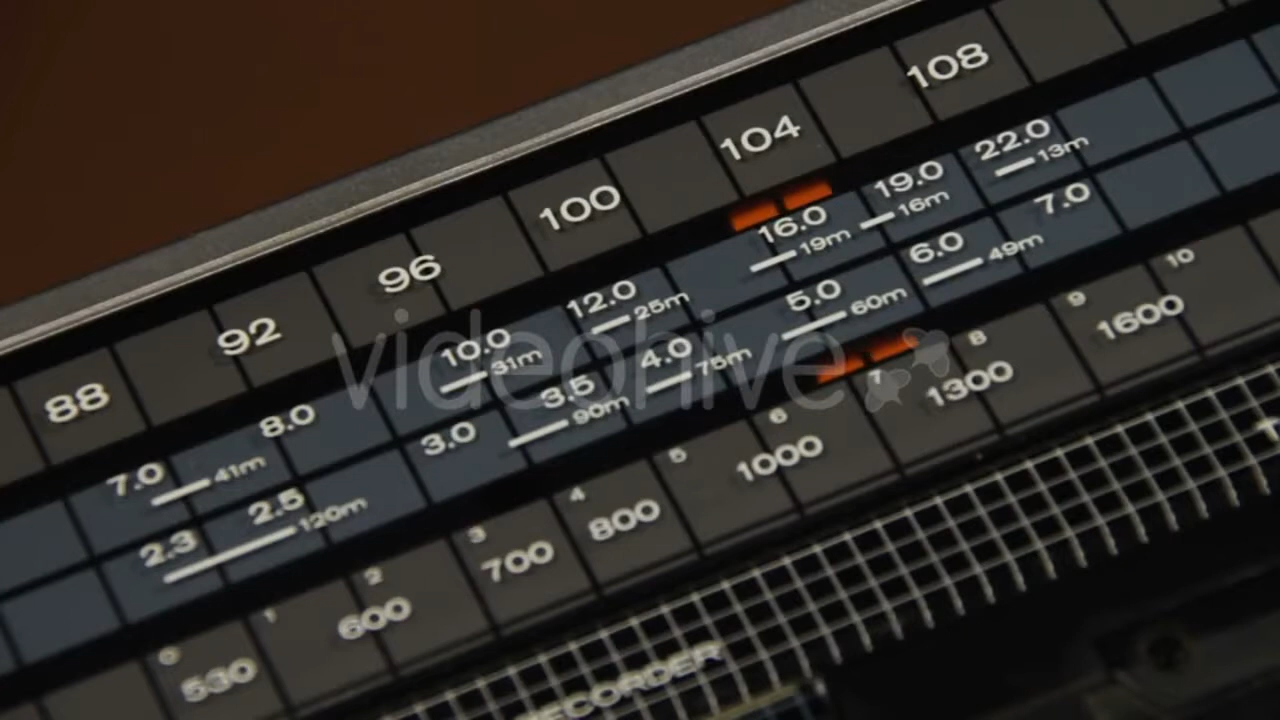 88 92 96 100 104 108
7.0 8.0 10.0 12.0 16.0 19.0 22.0
41m 31m 25m 19m 16m 13m
2.3 2.5 3.0 3.5 4.0 5.0 6.0 7.0
120m 90m 75m 60m 49m
0 1 2 3 4 5 6 7 8 9 10
530 600 700 800 1000 1300 1600
RECORDER
videohive